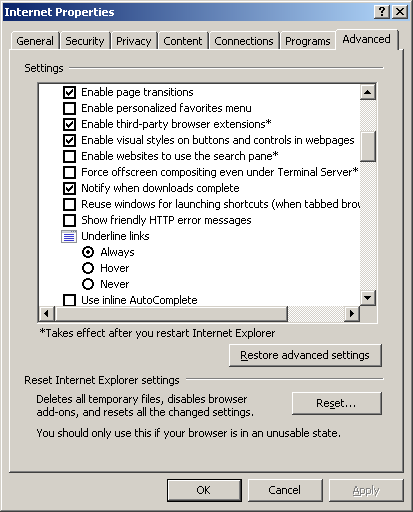 Internet Properties
General Security Privacy Content Connections Programs Advanced
Settings
Enable page transitions
Enable personalized favorites menu
Enable third-party browser extensions*
Enable visual styles on buttons and controls in webpages
Enable websites to use the search pane*
Force offscreen compositing even under Terminal Server*
Notify when downloads complete
Reuse windows for launching shortcuts (when tabbed brow
Show friendly HTTP error messages
Underline links
Always
Hover
Never
Use inline AutoComplete
*Takes effect after you restart Internet Explorer
Restore advanced settings
Reset Internet Explorer settings
Deletes all temporary files, disables browser
add-ons, and resets all the changed settings.
Reset...
You should only use this if your browser is in an unusable state.
OK Cancel Apply